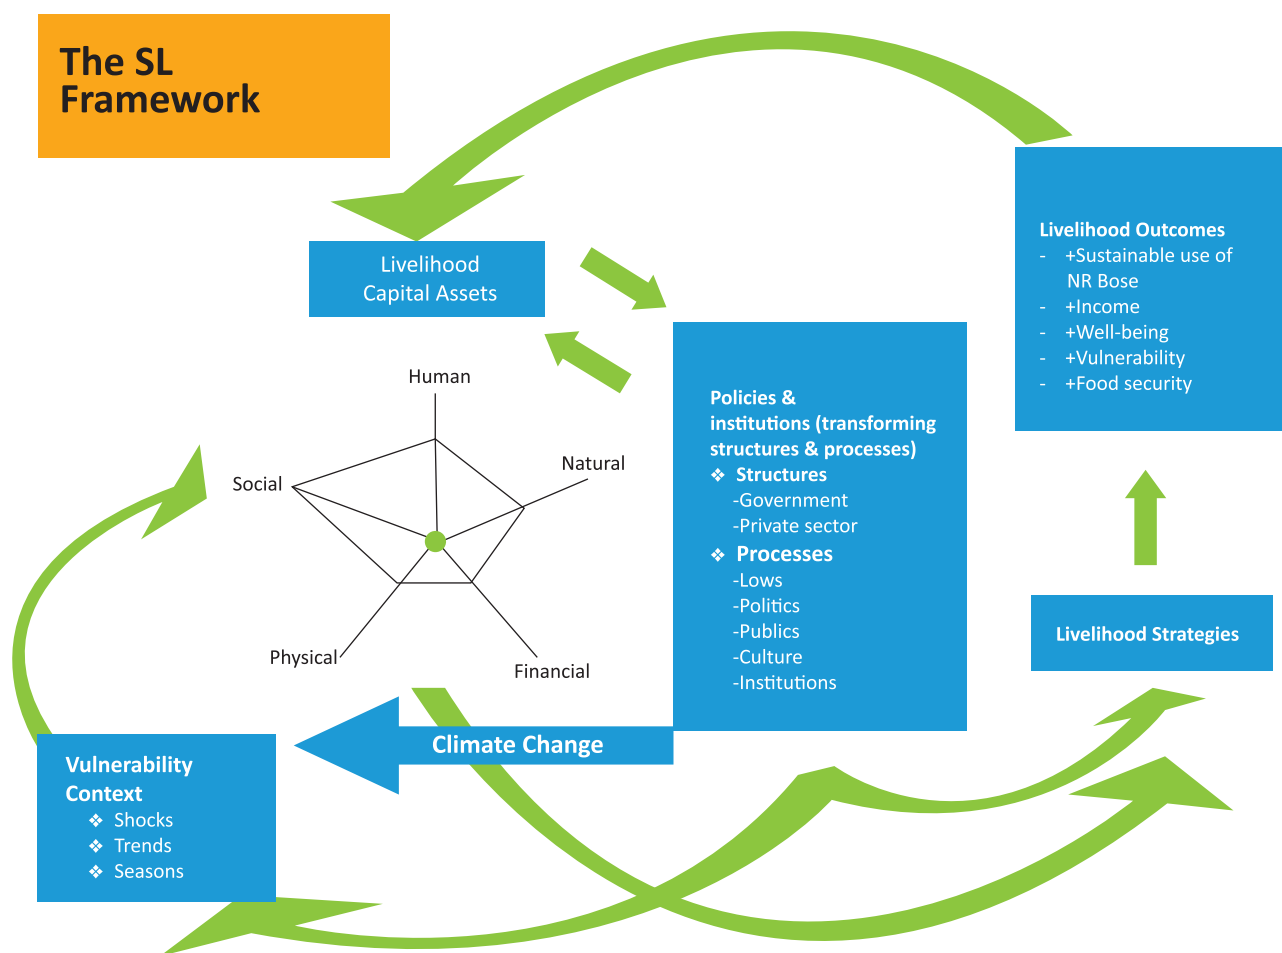 The SL
Framework
Livelihood
Capital Assets
Human
Natural
Social
Physical
Financial
Policies &
institutions (transforming
structures & processes)
❖ Structures
-Government
-Private sector
❖ Processes
-Lows
-Politics
-Publics
-Culture
-Institutions
Livelihood Outcomes
- +Sustainable use of
NR Bose
- +Income
- +Well-being
- +Vulnerability
- +Food security
Livelihood Strategies
Climate Change
Vulnerability
Context
❖ Shocks
❖ Trends
❖ Seasons